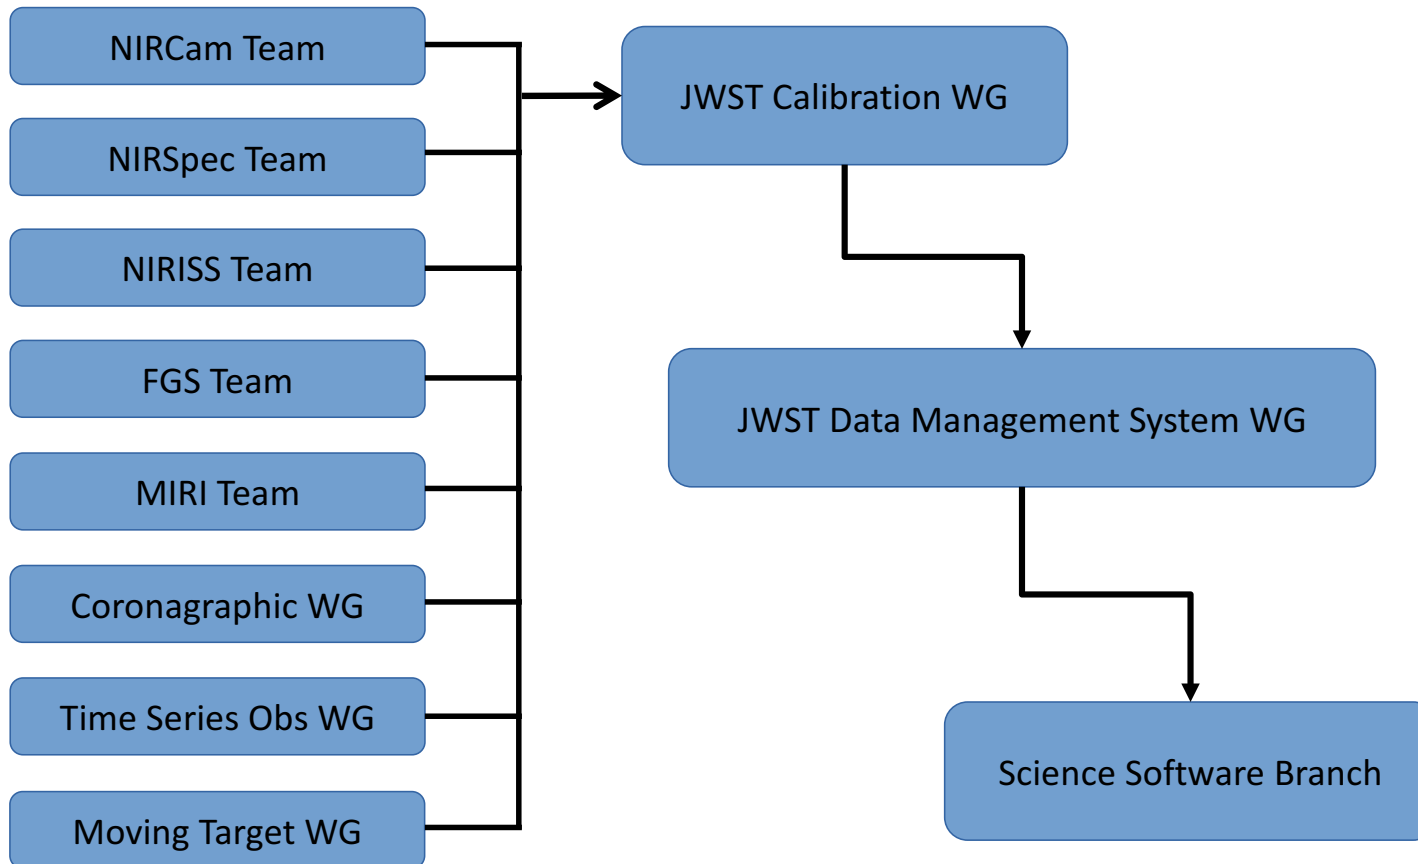 NIRCam Team
NIRSpec Team
NIRISS Team
FGS Team
MIRI Team
Coronagraphic WG
Time Series Obs WG
Moving Target WG
JWST Calibration WG
JWST Data Management System WG
Science Software Branch